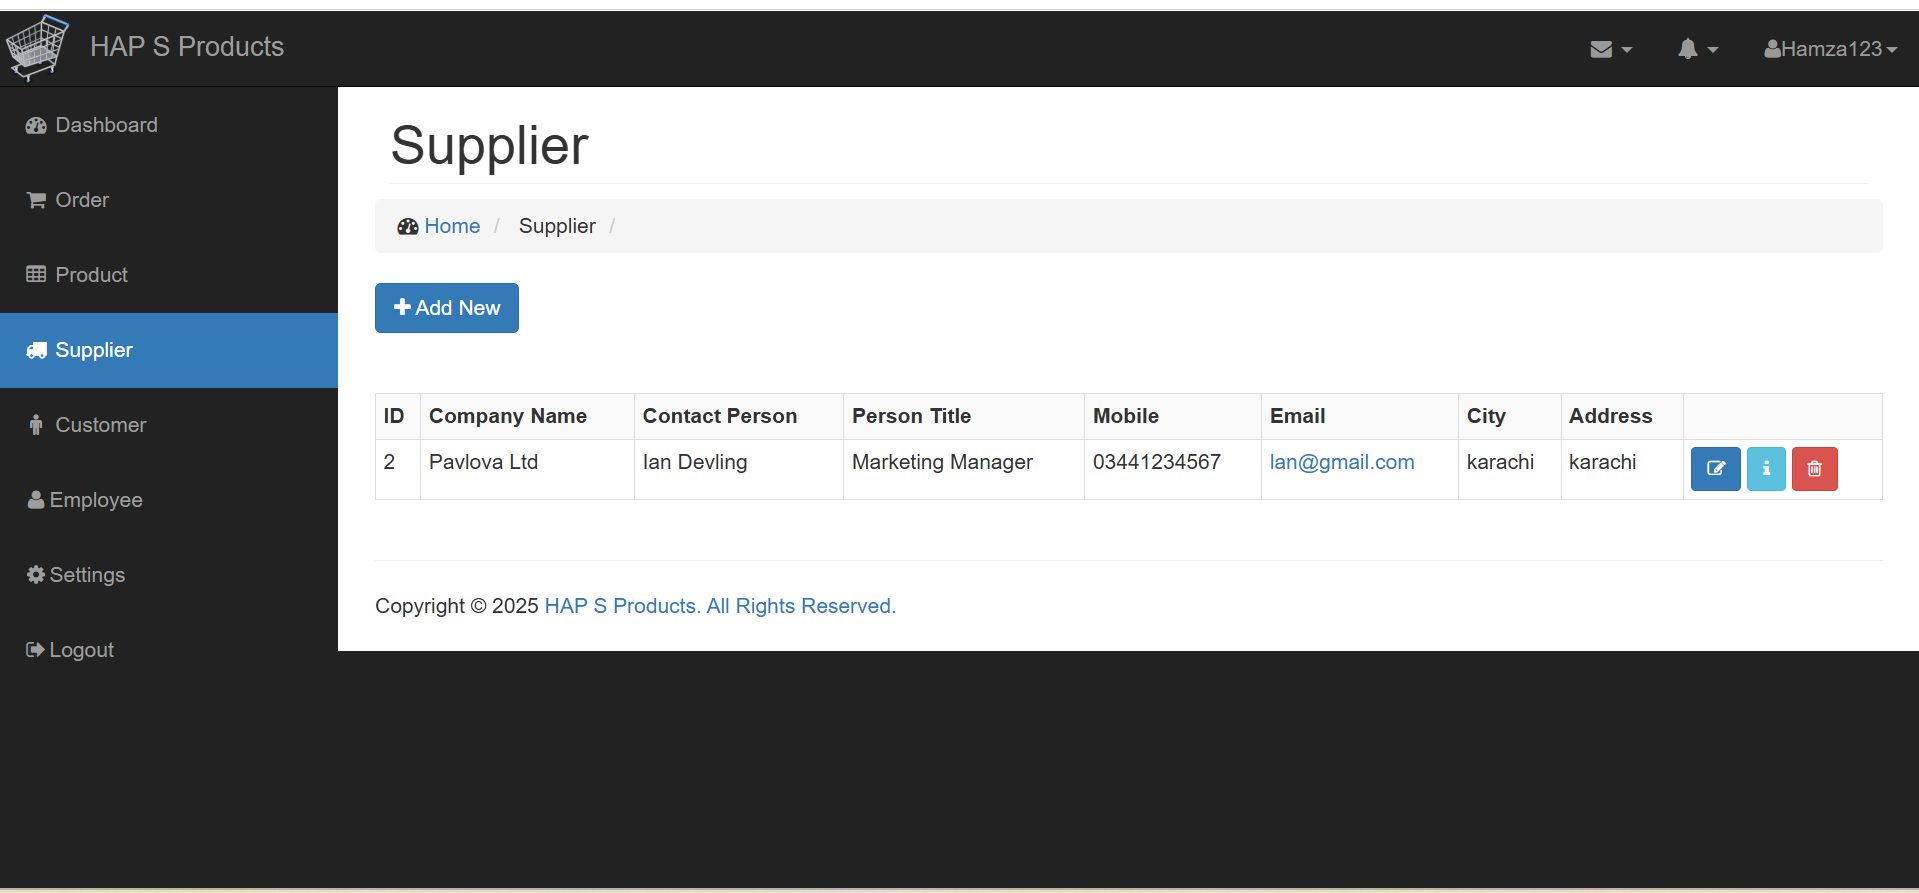 HAP S Products
Hamza123
Dashboard
Order
Product
Supplier
Customer
Employee
Settings
Logout
Supplier
Home / Supplier /
Add New
ID Company Name Contact Person Person Title Mobile Email City Address
2 Pavlova Ltd Ian Devling Marketing Manager 03441234567 lan@gmail.com karachi karachi
Copyright © 2025 HAP S Products. All Rights Reserved.